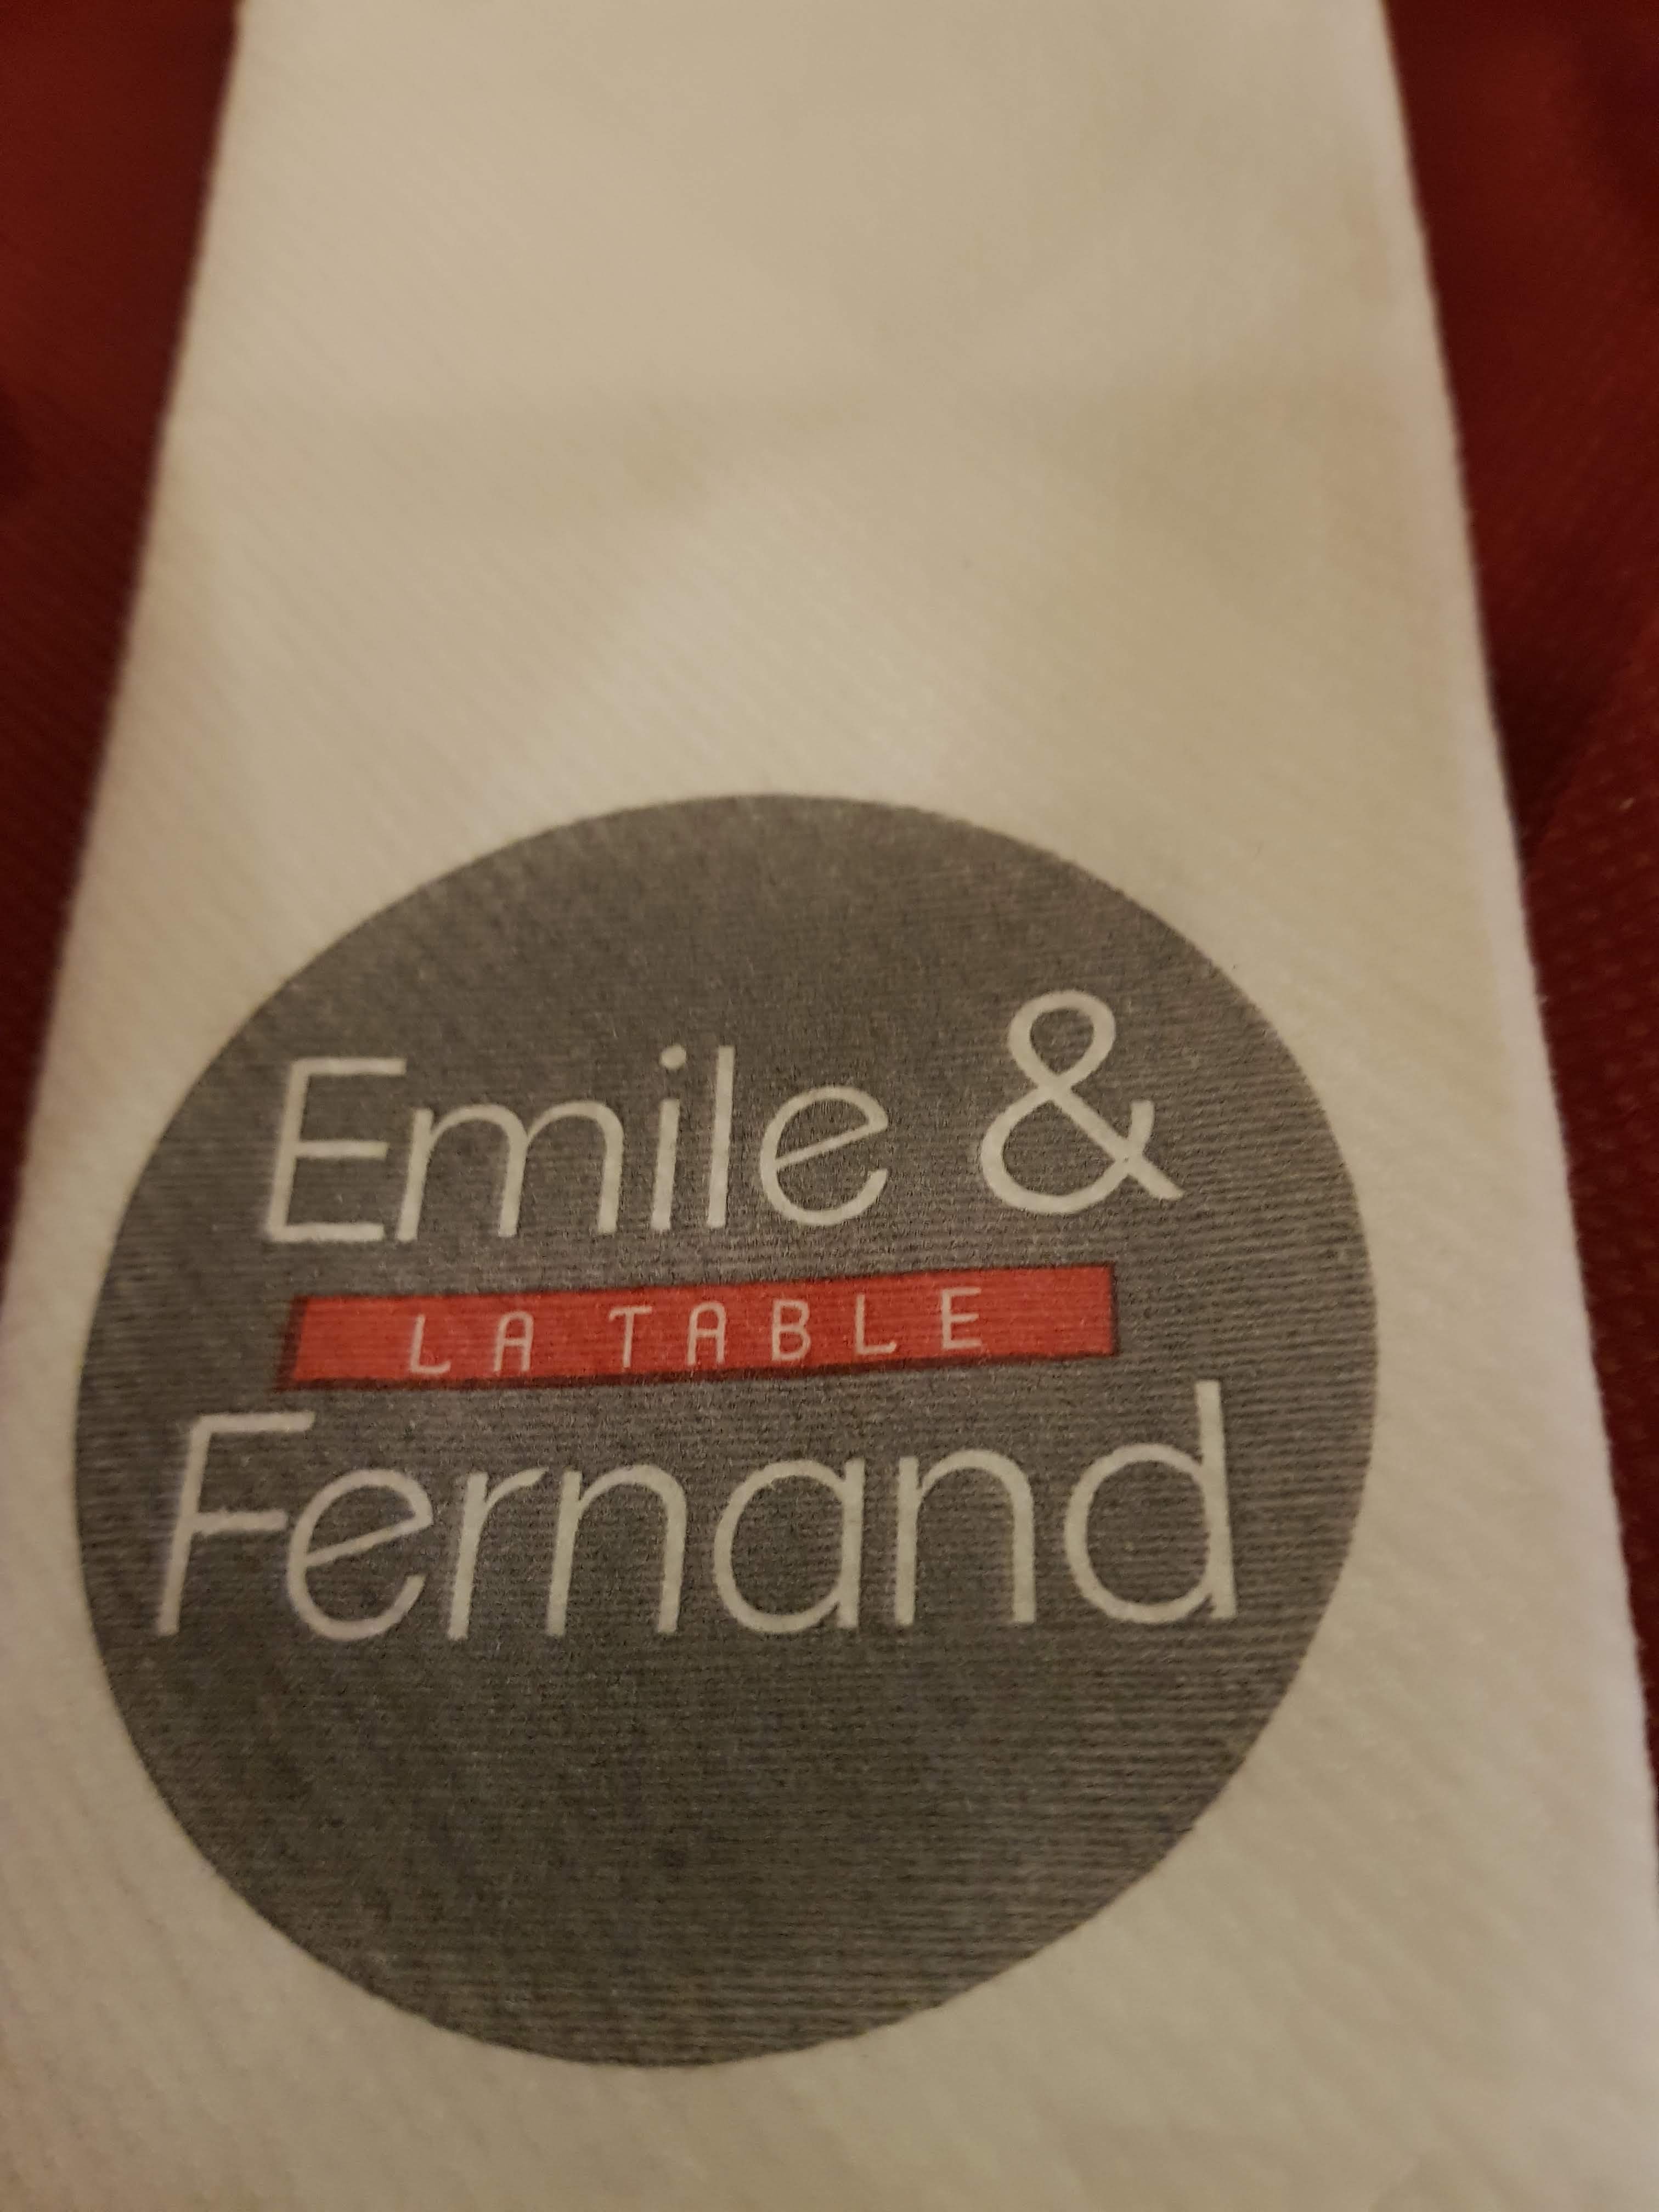 Emile &
LA TABLE
Fernand